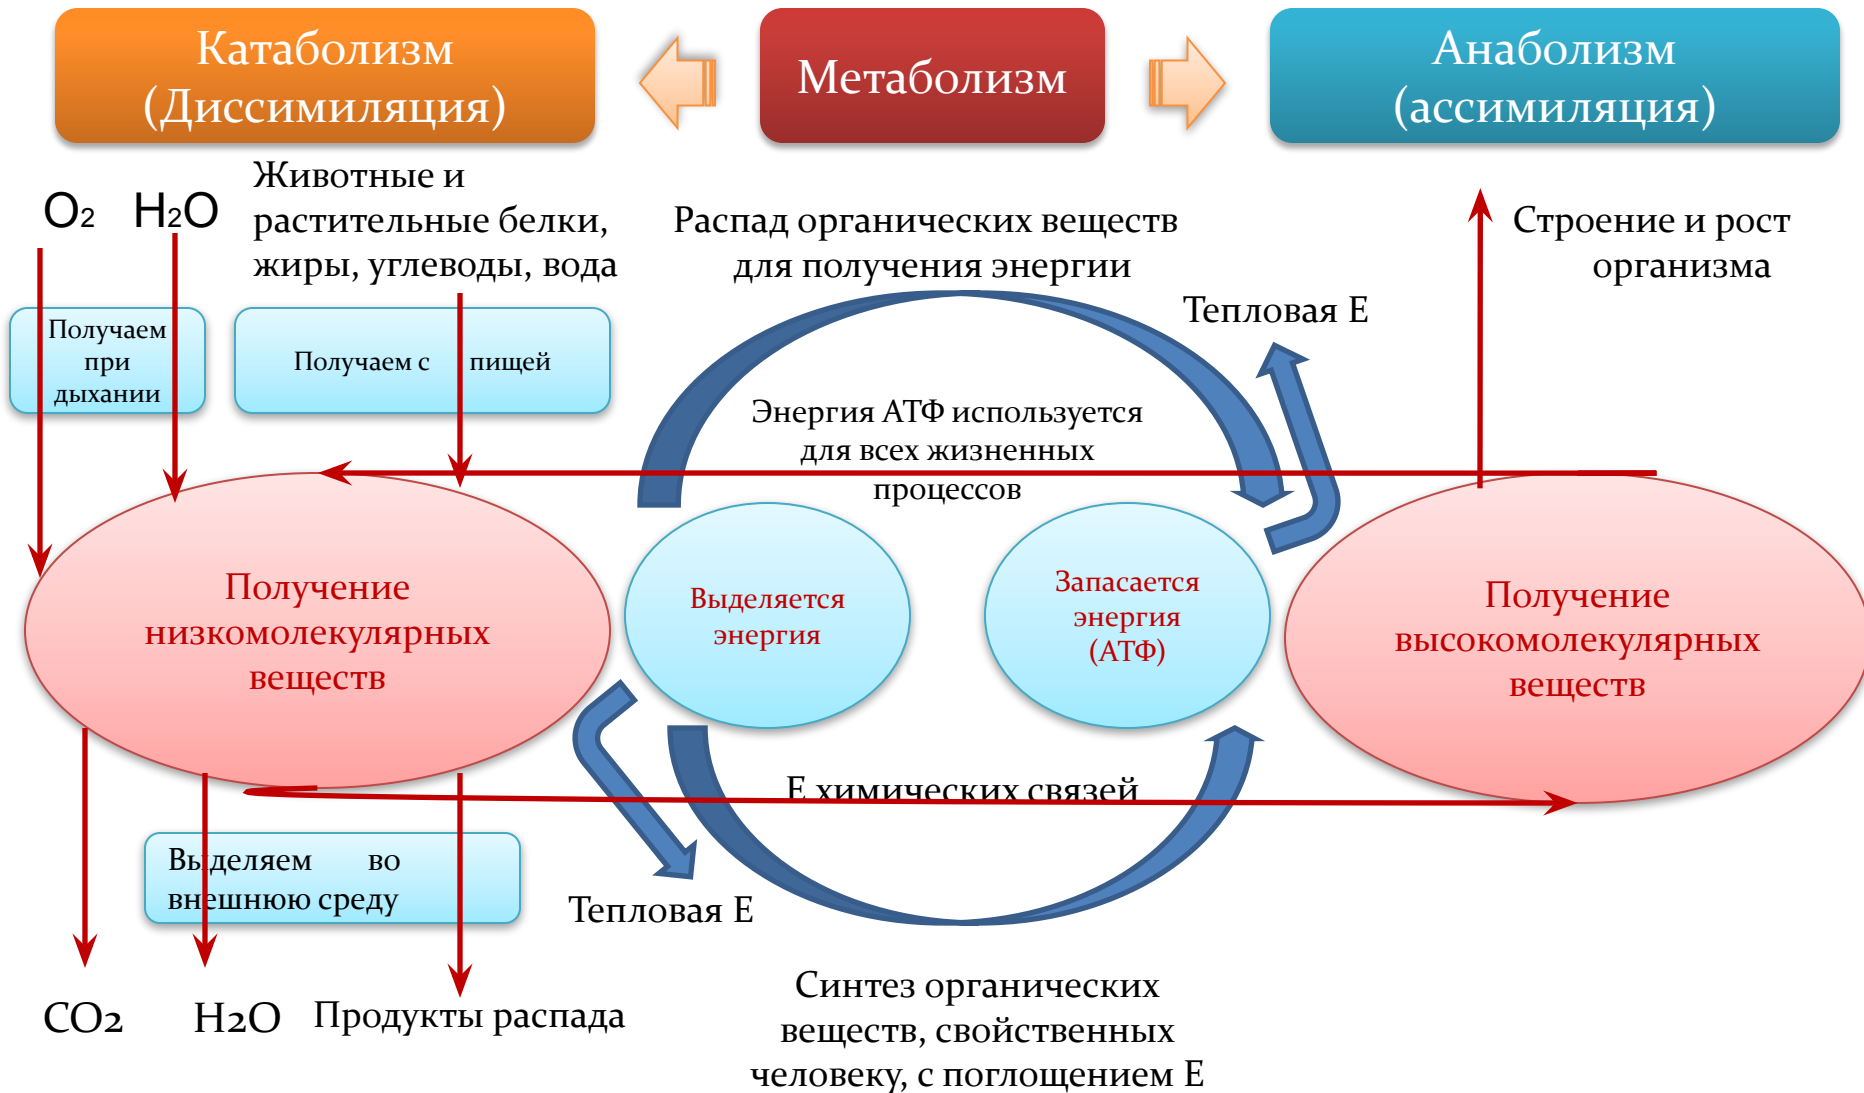 Катаболизм
(Диссимиляция)
Метаболизм
Анаболизм
(ассимиляция)
O2
H2O
Животные и
растительные белки,
жиры, углеводы, вода
Распад органических веществ
для получения энергии
Строение и рост
организма
Тепловая Е
Получаем
при
дыхании
Получаем с пищей
Энергия АТФ используется
для всех жизненных
процессов
Получение
низкомолекулярных
веществ
Выделяется
энергия
Запасается
энергия
(АТФ)
Получение
высокомолекулярных
веществ
Е химических связей
Выделяем во
внешнюю среду
Тепловая Е
CO2
H2O
Продукты распада
Синтез органических
веществ, свойственных
человеку, с поглощением Е